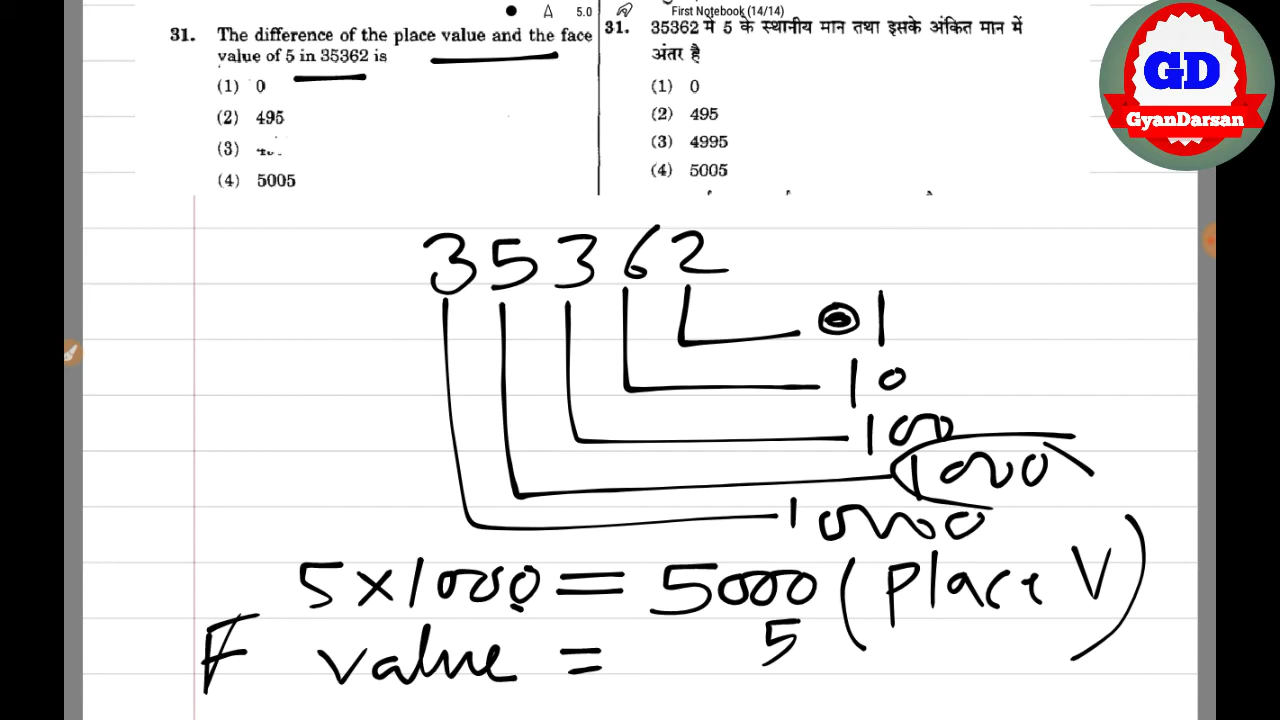 5.0
First Notebook (14/14)
31. The difference of the place value and the face
value of 5 in 35362 is
(1) 0
(2) 495
(3)
(4) 5005
31. 35362 में 5 के स्थानीय मान तथा इसके अंकित मान में
अंतर है
(1) 0
(2) 495
(3) 4995
(4) 5005
GD
GyanDarsan
35362
1
10
100
1000
10000
5×1000 = 5000 (Place V)
F value = 5